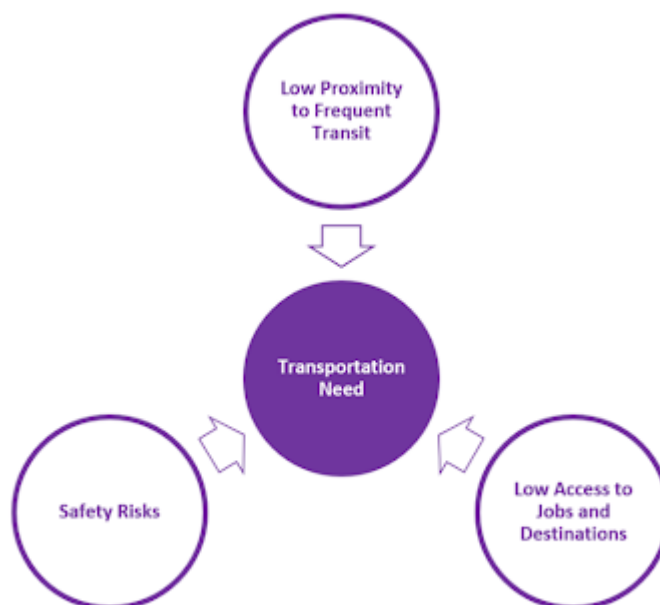 Low Proximity
to Frequent
Transit
Transportation
Need
Safety Risks
Low Access to
Jobs and
Destinations